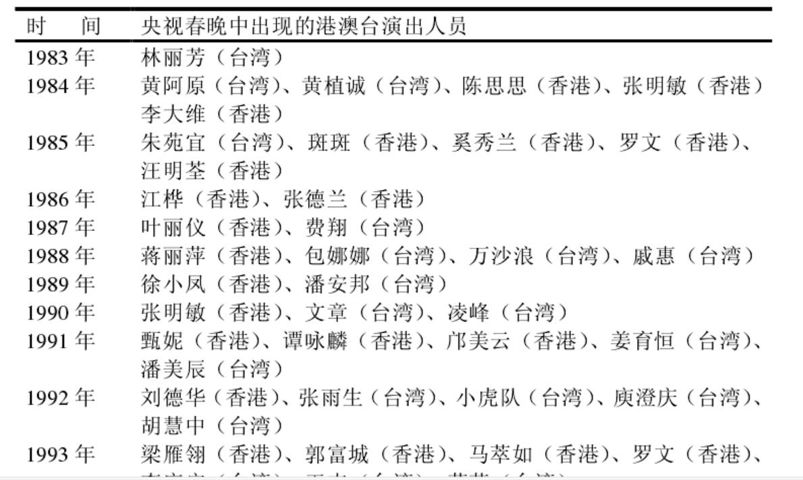 时 间 央视春晚中出现的港澳台演出人员
1983 年 林丽芳（台湾）
1984 年 黄阿原（台湾）、黄植诚（台湾）、陈思思（香港）、张明敏（香港）
李大维（香港）
1985 年 朱苑宜（台湾）、斑斑（香港）、奚秀兰（香港）、罗文（香港）、
汪明荃（香港）
1986 年 江桦（香港）、张德兰（香港）
1987 年 叶丽仪（香港）、费翔（台湾）
1988 年 蒋丽萍（香港）、包娜娜（台湾）、万沙浪（台湾）、戚惠（台湾）
1989 年 徐小凤（香港）、潘安邦（台湾）
1990 年 张明敏（香港）、文章（台湾）、凌峰（台湾）
1991 年 甄妮（香港）、谭咏麟（香港）、邝美云（香港）、姜育恒（台湾）、
潘美辰（台湾）
1992 年 刘德华（香港）、张雨生（台湾）、小虎队（台湾）、庾澄庆（台湾）、
胡慧中（台湾）
1993 年 梁雁翎（香港）、郭富城（香港）、马萃如（香港）、罗文（香港）、